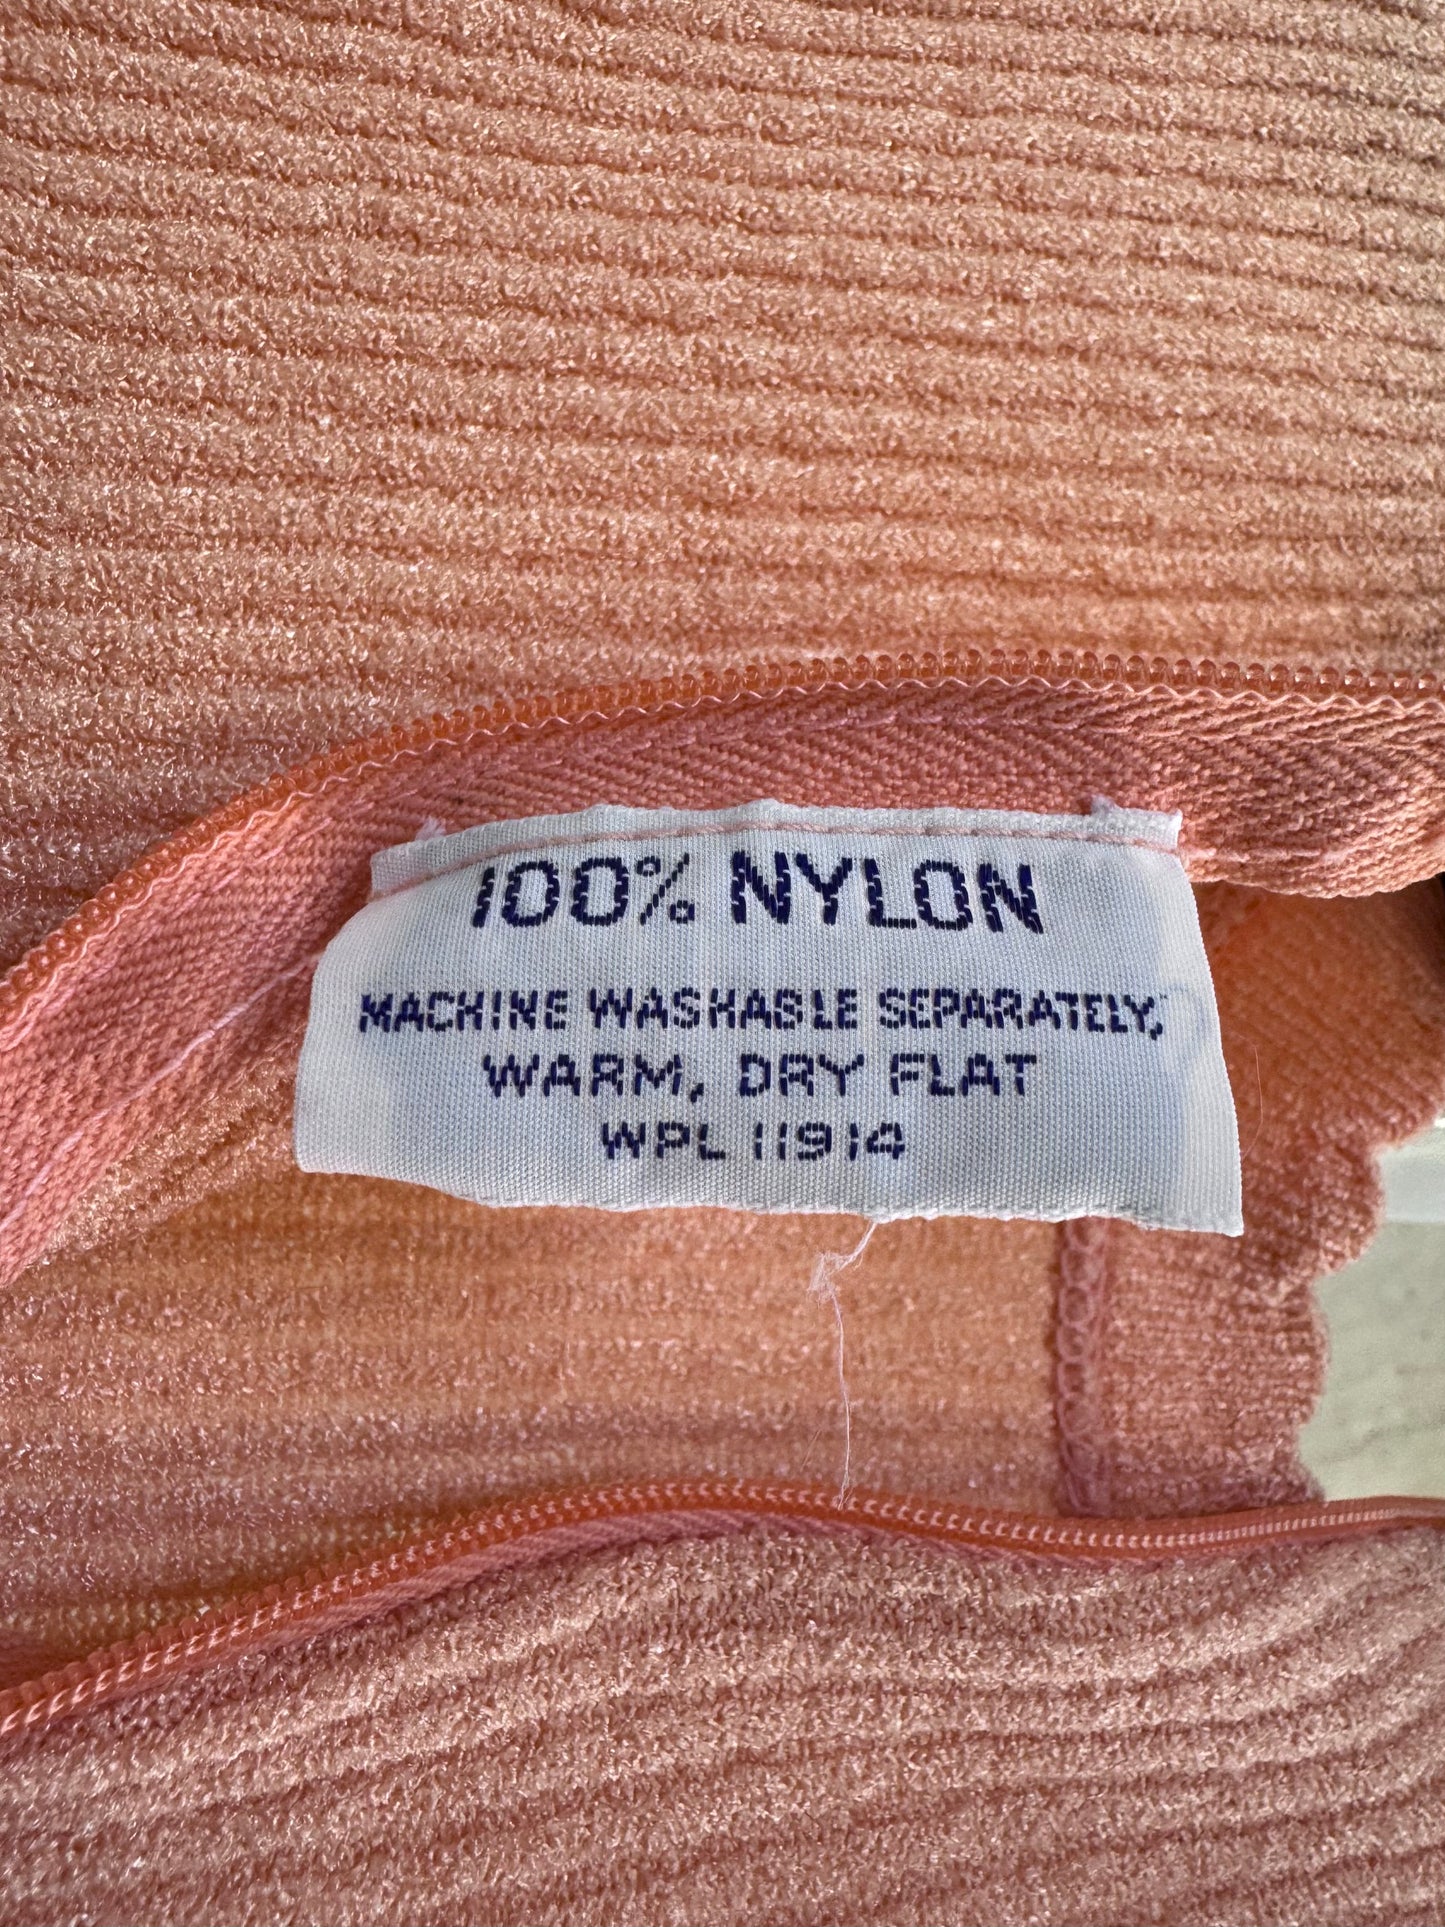 100% NYLON
MACHINE WASHABLE SEPARATELY,
WARM, DRY FLAT
WPL 11914